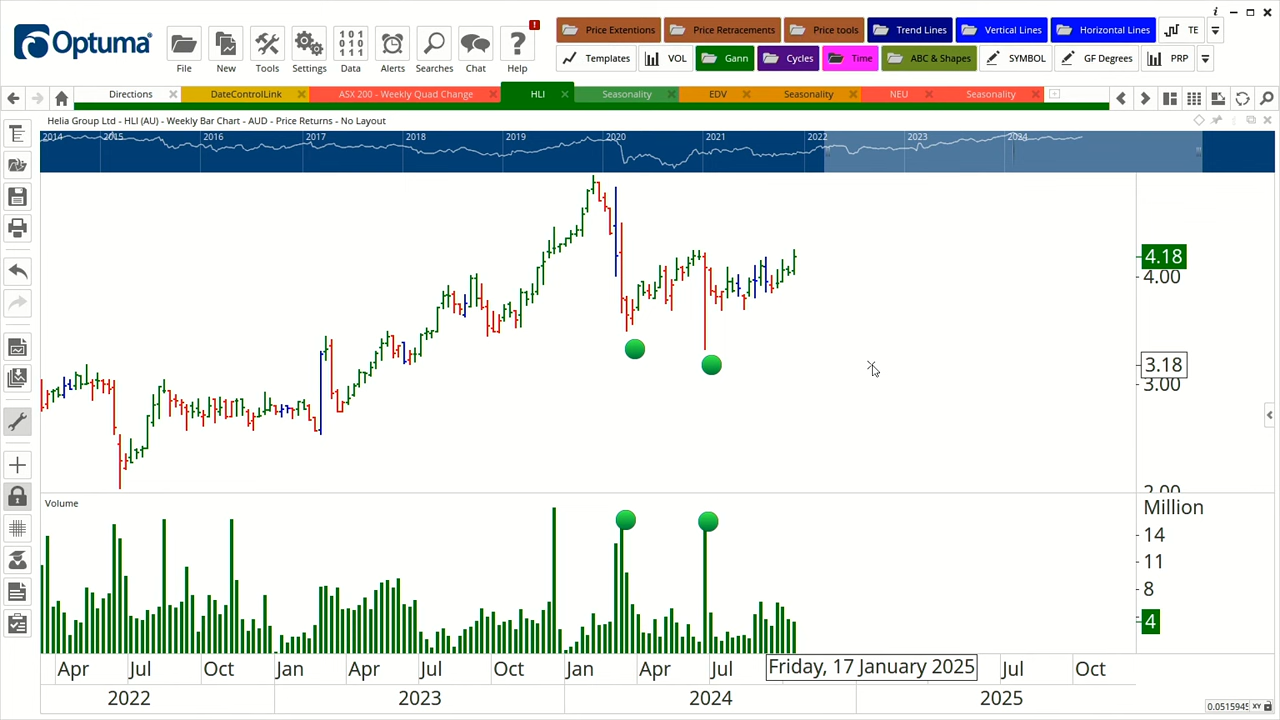 Optuma
File
New
Tools
Settings
101
010
101
Data
Alerts
Searches
Chat
!
?
Help
i
Price Extentions
Price Retracements
Price tools
Trend Lines
Vertical Lines
Horizontal Lines
TE
Templates
VOL
Gann
Cycles
Time
ABC & Shapes
SYMBOL
GF Degrees
PRP
Directions
DateControlLink
ASX 200 - Weekly Quad Change
HLI
Seasonality
EDV
Seasonality
NEU
Seasonality
Helia Group Ltd - HLI (AU) - Weekly Bar Chart - AUD - Price Returns - No Layout
2014 2015 2016 2017 2018 2019 2020 2021 2022 2023 2024
4.18
4.00
3.18
3.00
2.00
Volume
Million
14
11
8
4
Apr Jul Oct Jan Apr Jul Oct Jan Apr Jul Friday, 17 January 2025 Jul Oct
2022 2023 2024 2025
0.0515945 XY